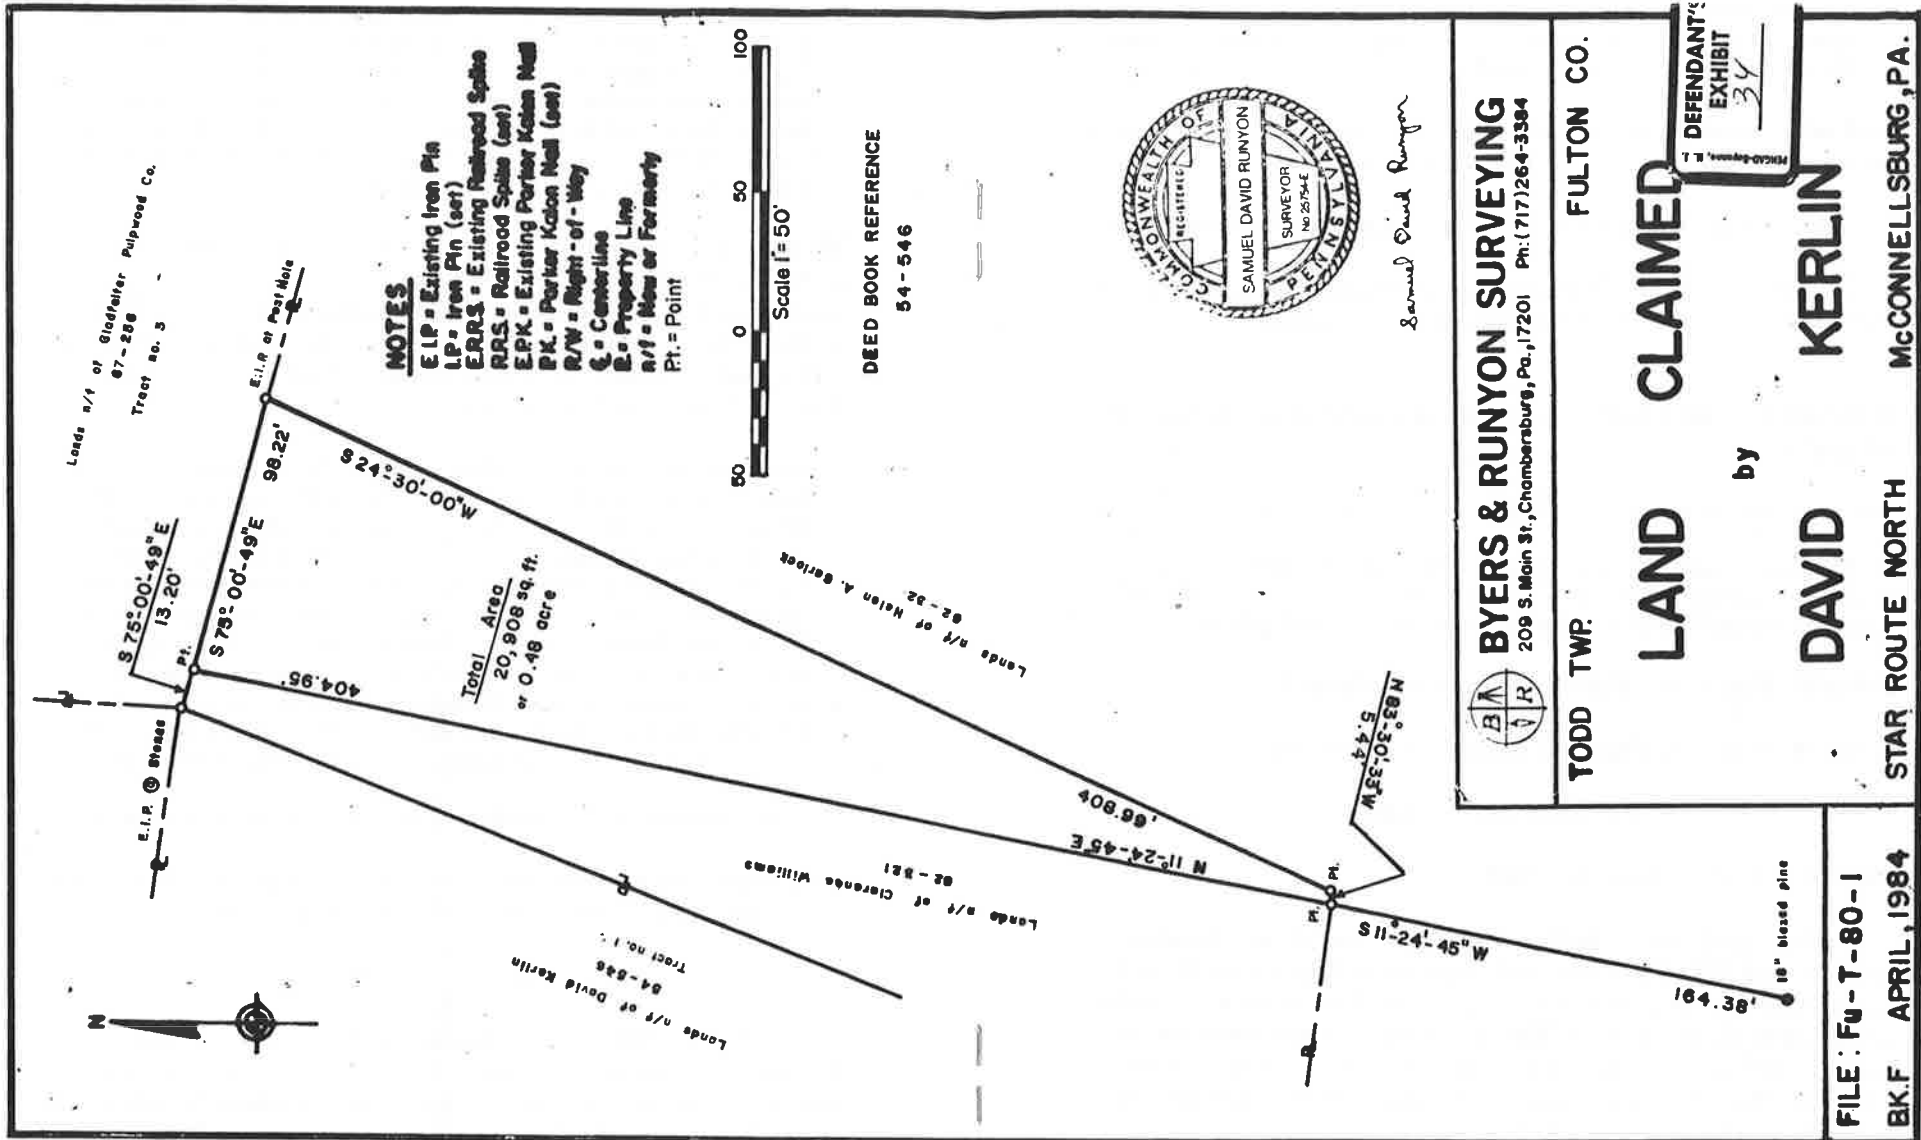 Lands n/f of Gladfelter Pulpwood Co.
67-256
Tract no. 3
S 75°-00'-49" E
13.20'
E.I.P. @ Stones
Pt.
S 75°-00'-49" E
98.22'
E.I.P. at Post Hole
S 24°-30'-00" W
408.99'
404.95'
N 11°-24'-45" E
Total Area
20,908 sq. ft.
or 0.48 acre
Lands n/f of Helen A. Garlock
82-32
Lands n/f of Clarence Williams
82-521
Lands n/f of David Kerlin
54-546
Tract no. 1
N 83°-30'-33" W
5.44'
Pt.
Pt.
S 11°-24'-45" W
164.38'
18" blazed pine
N
NOTES
E.I.P. = Existing Iron Pin
I.P. = Iron Pin (set)
E.R.R.S. = Existing Railroad Spike
R.R.S. = Railroad Spike (set)
E.P.K. = Existing Parker Kalon Nail
P.K. = Parker Kalon Nail (set)
R/W = Right-of-Way
℄ = Centerline
⅊ = Property Line
n/f = Now or Formerly
Pt. = Point
50 0 50 100
Scale 1" = 50'
DEED BOOK REFERENCE
54-546
COMMONWEALTH OF
REGISTERED
SAMUEL DAVID RUNYON
SURVEYOR
No 25754-E
PENNSYLVANIA
Samuel David Runyon
B R
BYERS & RUNYON SURVEYING
209 S. Main St., Chambersburg, Pa., 17201 Ph: (717) 264-3384
TODD TWP. FULTON CO.
LAND CLAIMED
by
DAVID KERLIN
STAR ROUTE NORTH McCONNELLSBURG, PA.
DEFENDANT'S
EXHIBIT
34
PENGAD-Bayonne, N. J.
FILE: Fu-T-80-1
BK.F APRIL, 1984